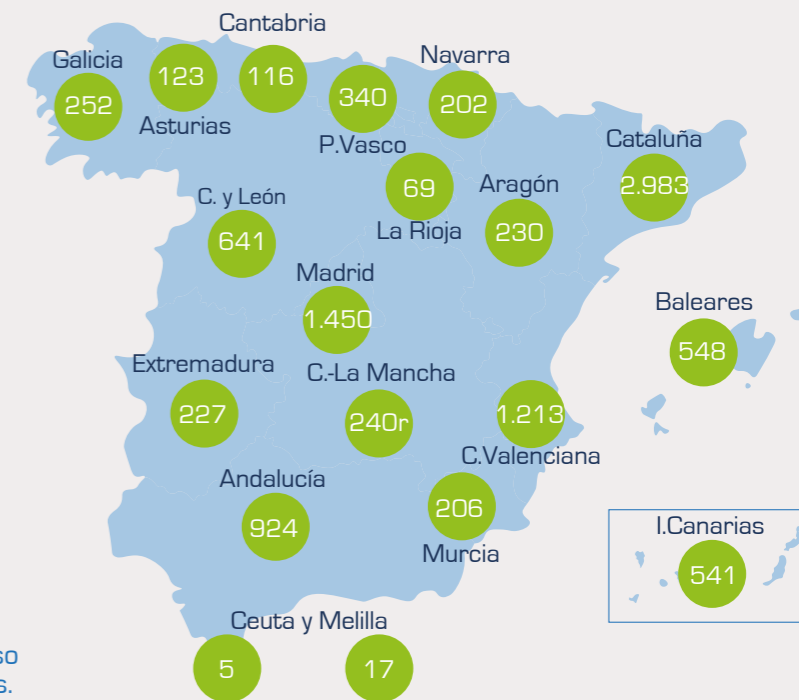 Cantabria
Galicia
123
116
Navarra
252
340
202
Asturias
P.Vasco
Cataluña
69
Aragón
2.983
C. y León
La Rioja
230
641
Madrid
1.450
Baleares
548
Extremadura
C.-La Mancha
227
240r
1.213
C.Valenciana
Andalucía
924
206
Murcia
I.Canarias
541
Ceuta y Melilla
5
17
so
s.